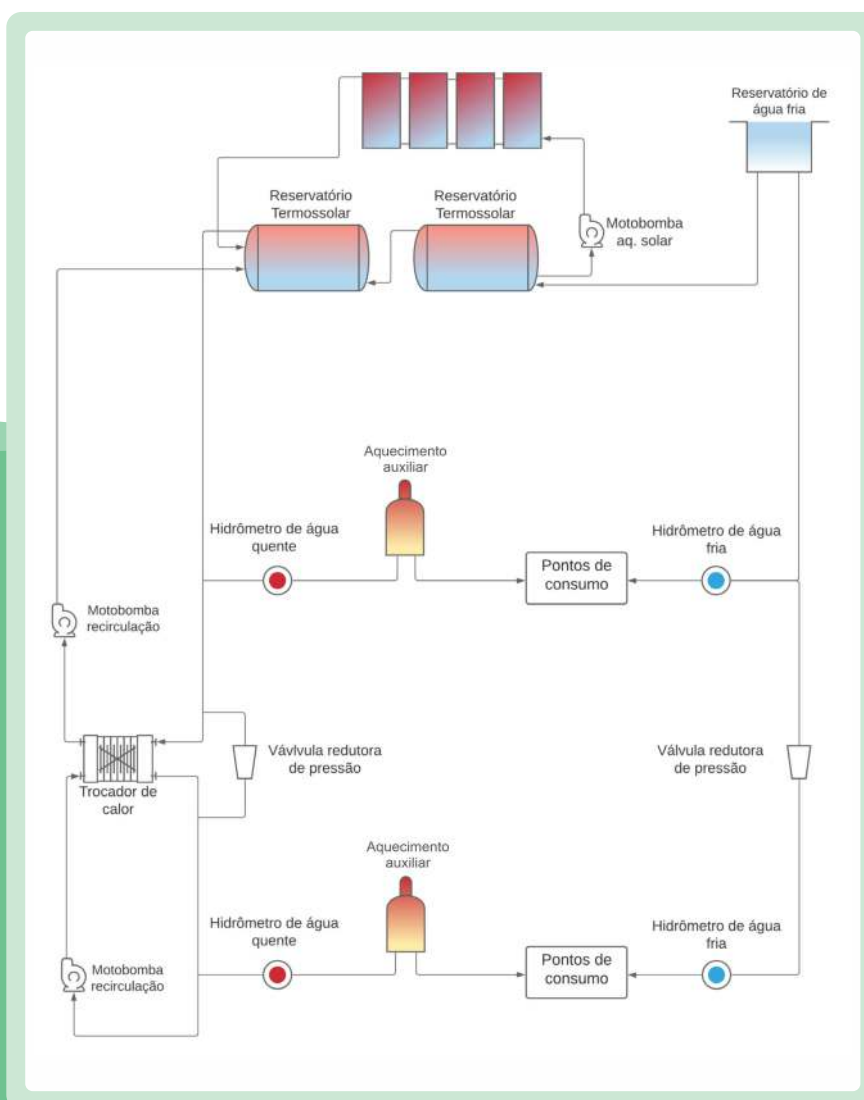 Reservatório de
água fria
Reservatório
Termossolar
Reservatório
Termossolar
Motobomba
aq. solar
Aquecimento
auxiliar
Hidrômetro de água
quente
Hidrômetro de água
fria
Pontos de
consumo
Motobomba
recirculação
Vávlvula redutora
de pressão
Válvula redutora
de pressão
Trocador de
calor
Aquecimento
auxiliar
Hidrômetro de água
quente
Hidrômetro de água
fria
Pontos de
consumo
Motobomba
recirculação